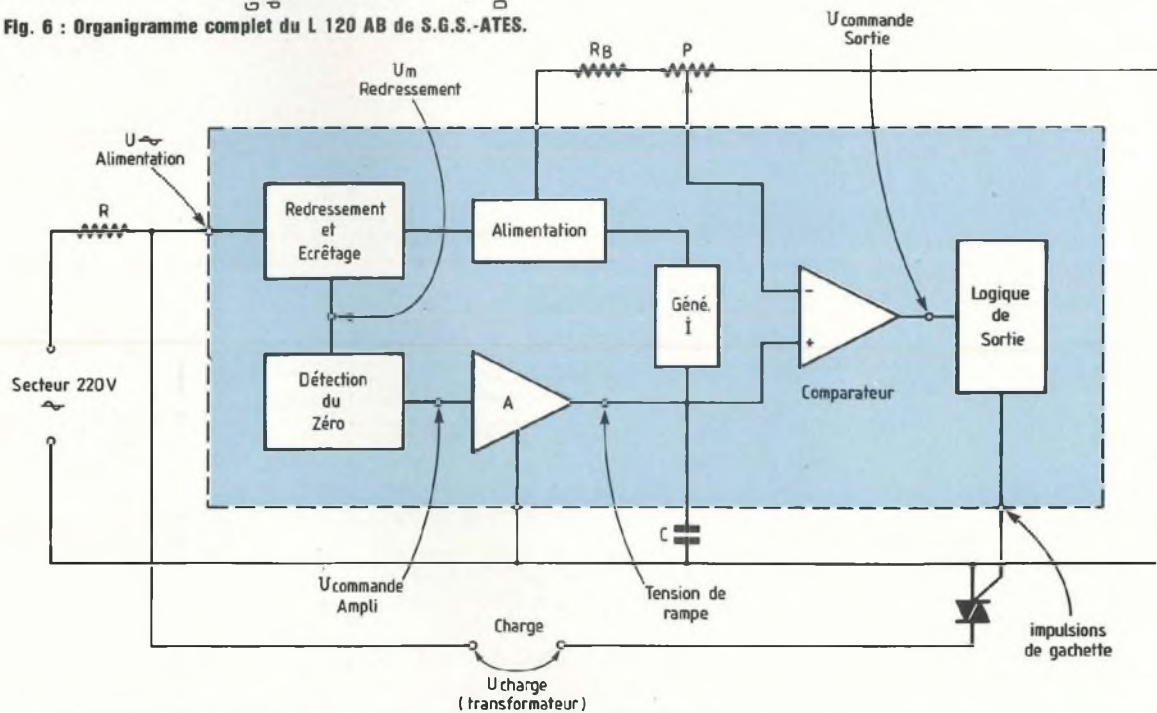 G
d
D
Fig. 6 : Organigramme complet du L 120 AB de S.G.S.-ATES.
U commande
Sortie
RB
P
Um
Redressement
U
Alimentation
R
Redressement
et
Ecrêtage
Alimentation
Géné.
I
Logique
de
Sortie
-
+
Comparateur
Secteur 220 V
Détection
du
Zéro
A
C
U commande
Ampli
Tension de
rampe
Charge
impulsions
de gachette
U charge
(transformateur)